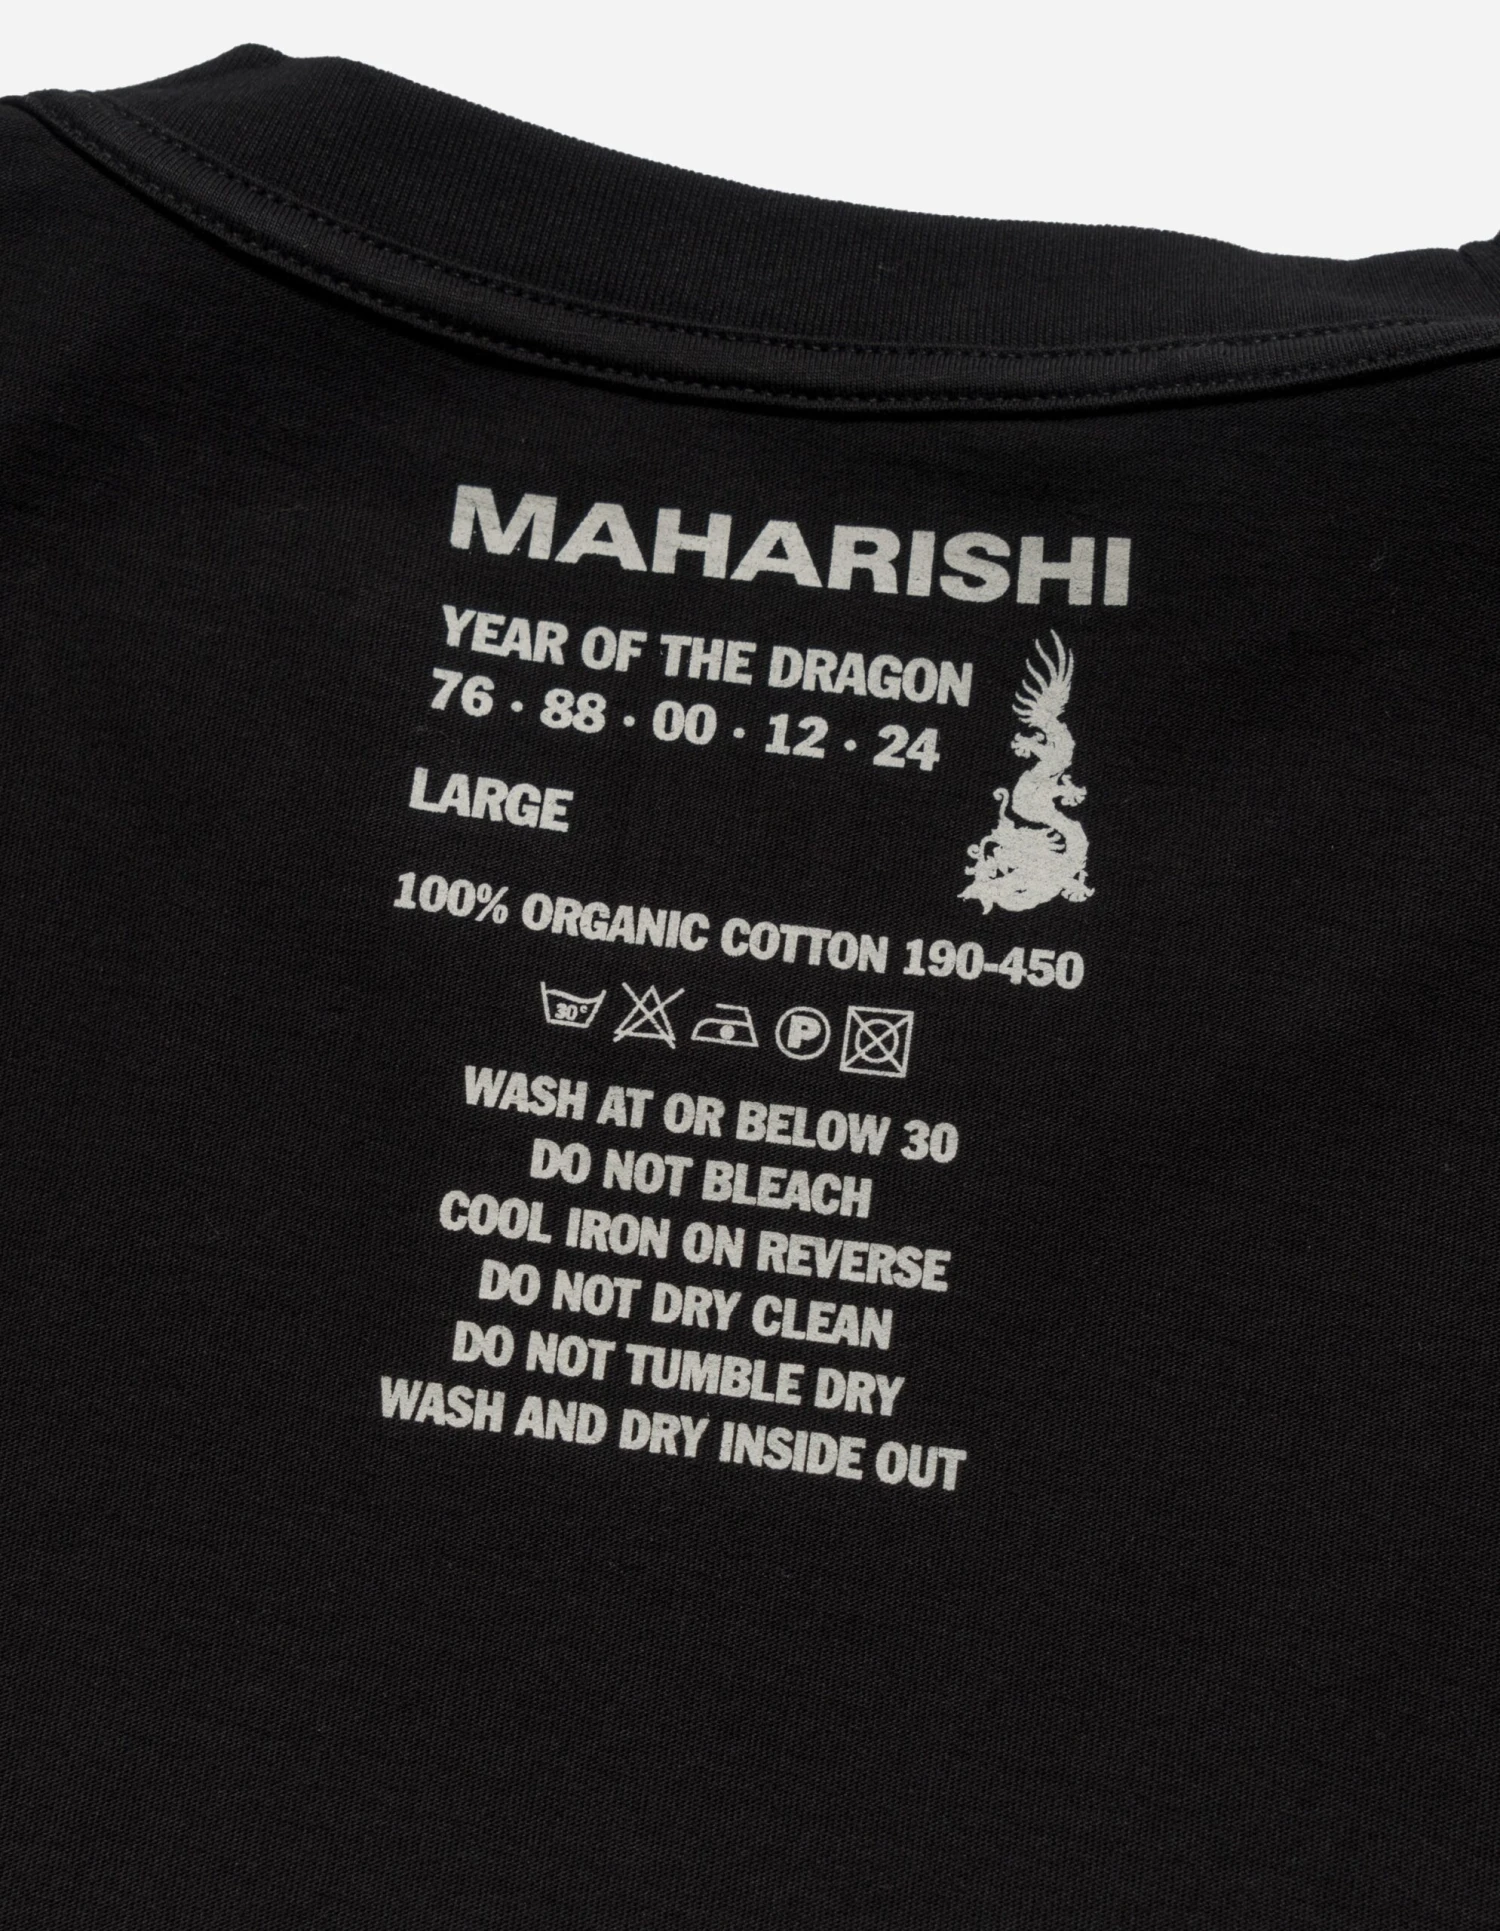 MAHARISHI
YEAR OF THE DRAGON
76 · 88 · 00 · 12 · 24
LARGE
100% ORGANIC COTTON 190-450
30° P
WASH AT OR BELOW 30
DO NOT BLEACH
COOL IRON ON REVERSE
DO NOT DRY CLEAN
DO NOT TUMBLE DRY
WASH AND DRY INSIDE OUT